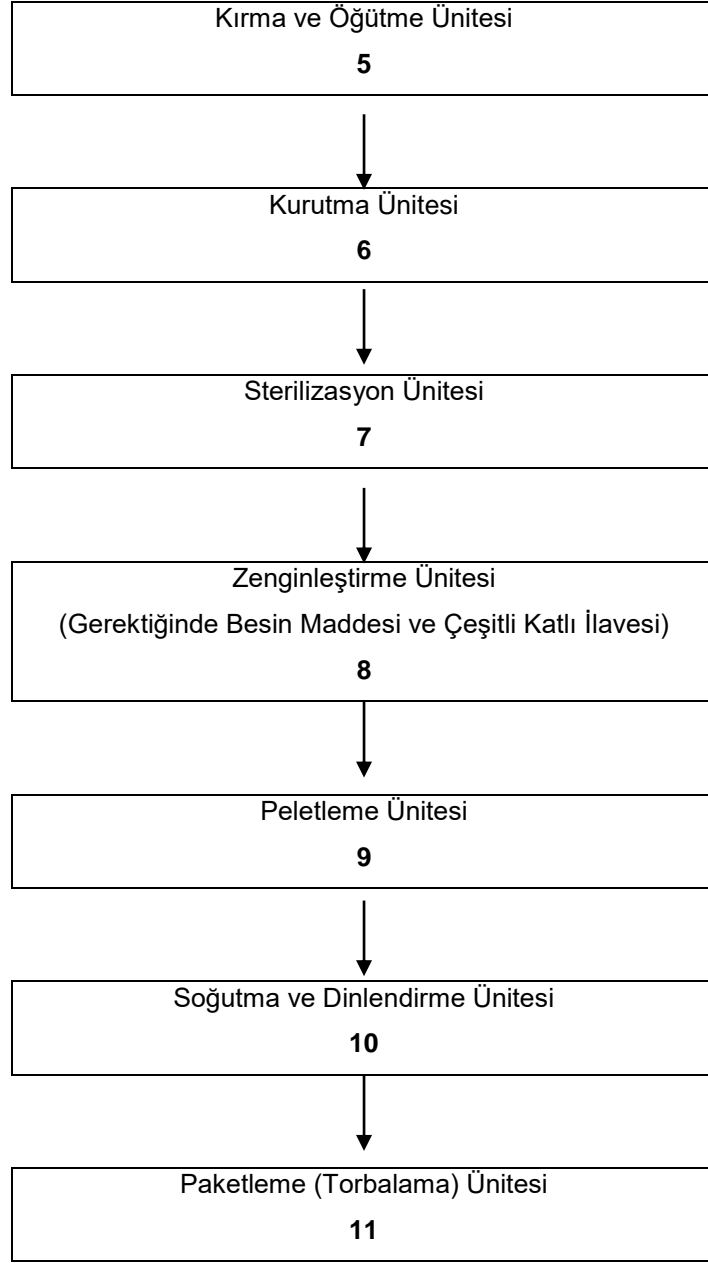 Kırma ve Öğütme Ünitesi
5
Kurutma Ünitesi
6
Sterilizasyon Ünitesi
7
Zenginleştirme Ünitesi
(Gerektiğinde Besin Maddesi ve Çeşitli Katlı İlavesi)
8
Peletleme Ünitesi
9
Soğutma ve Dinlendirme Ünitesi
10
Paketleme (Torbalama) Ünitesi
11